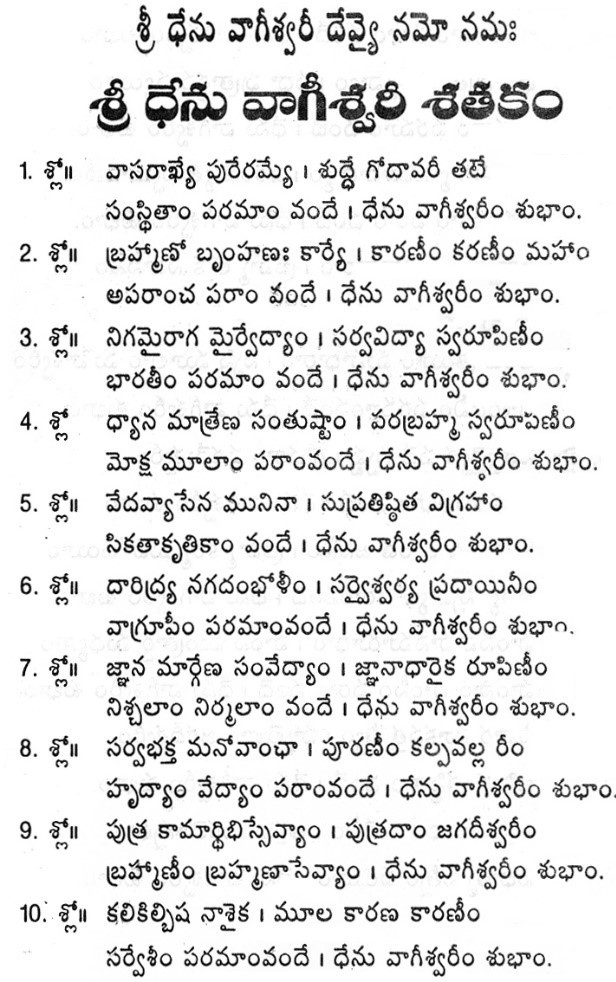 శ్రీ ధేను వాగీశ్వరీ దేవ్యై నమో నమః
శ్రీ ధేను వాగీశ్వరీ శతకం
1. శ్లో॥ వాసరాఖ్యే పురేరమ్యే । శుద్ధే గోదావరీ తటే
సంస్థితాం పరమాం వందే । ధేను వాగీశ్వరీం శుభాం.
2. శ్లో॥ బ్రహ్మణో బృంహణః కార్యే । కారణీం కరణీం మహాం
అపరాంచ పరాం వందే । ధేను వాగీశ్వరీం శుభాం.
3. శ్లో॥ నిగమైరాగ మైర్వేద్యాం । సర్వవిద్యా స్వరూపిణీం
భారతీం పరమాం వందే । ధేను వాగీశ్వరీం శుభాం.
4. శ్లో ధ్యాన మాత్రేణ సంతుష్టాం । పరబ్రహ్మ స్వరూపిణీం
మోక్ష మూలాం పరాంవందే । ధేను వాగీశ్వరీం శుభాం.
5. శ్లో॥ వేదవ్యాసేన మునినా । సుప్రతిష్ఠిత విగ్రహాం
సికతాకృతికాం వందే । ధేను వాగీశ్వరీం శుభాం.
6. శ్లో॥ దారిద్ర్య నగదంభోళీం । సర్వైశ్వర్య ప్రదాయినీం
వాగ్రూపీం పరమాంవందే । ధేను వాగీశ్వరీం శుభాం.
7. శ్లో॥ జ్ఞాన మార్గేణ సంవేద్యాం । జ్ఞానాధారైక రూపిణీం
నిశ్చలాం నిర్మలాం వందే । ధేను వాగీశ్వరీం శుభాం.
8. శ్లో॥ సర్వభక్త మనోవాంఛా । పూరణీం కల్పవల్ల రీం
హృద్యాం వేద్యాం పరాంవందే । ధేను వాగీశ్వరీం శుభాం.
9. శ్లో॥ పుత్ర కామార్థిభిస్సేవ్యాం । పుత్రదాం జగదీశ్వరీం
బ్రహ్మాణీం బ్రహ్మణాసేవ్యాం । ధేను వాగీశ్వరీం శుభాం.
10. శ్లో॥ కలికిల్బిష నాశైక । మూల కారణ కారణీం
సర్వేశీం పరమాంవందే । ధేను వాగీశ్వరీం శుభాం.